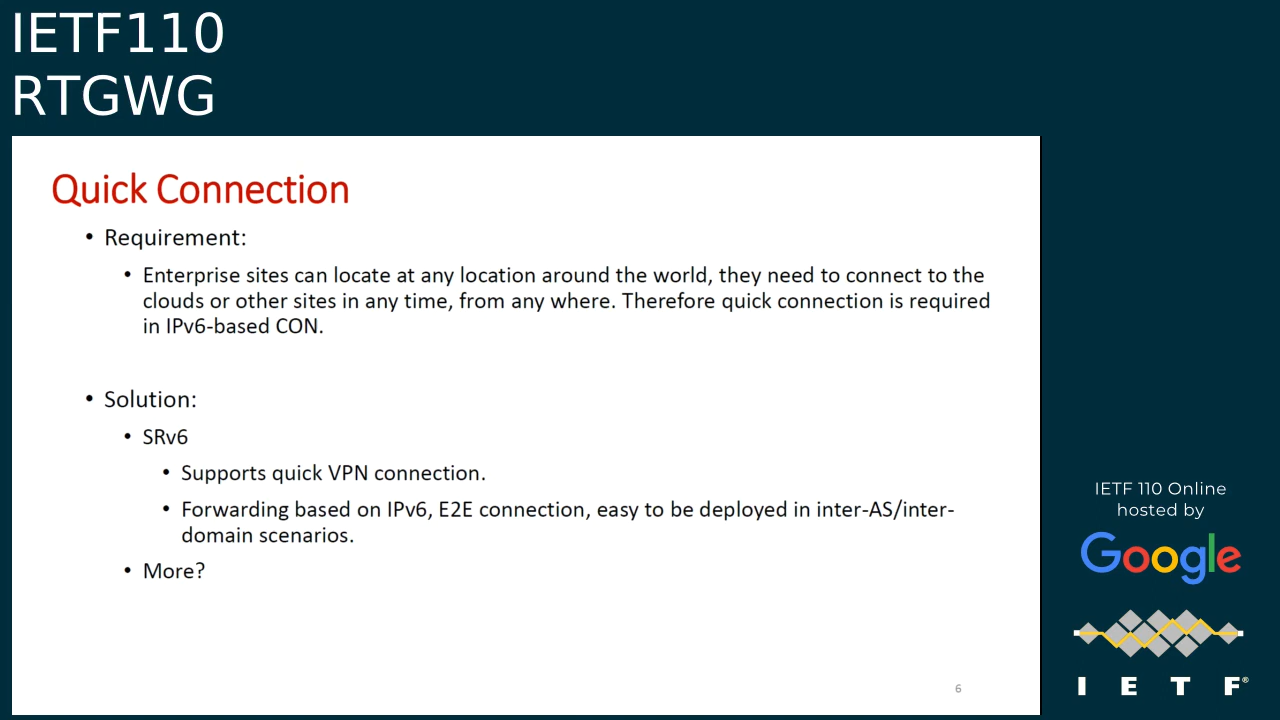 IETF110
RTGWG
Quick Connection
• Requirement:
• Enterprise sites can locate at any location around the world, they need to connect to the
clouds or other sites in any time, from any where. Therefore quick connection is required
in IPv6-based CON.
• Solution:
• SRv6
• Supports quick VPN connection.
• Forwarding based on IPv6, E2E connection, easy to be deployed in inter-AS/inter-
domain scenarios.
• More?
6
IETF 110 Online
hosted by
Google
I E T F®